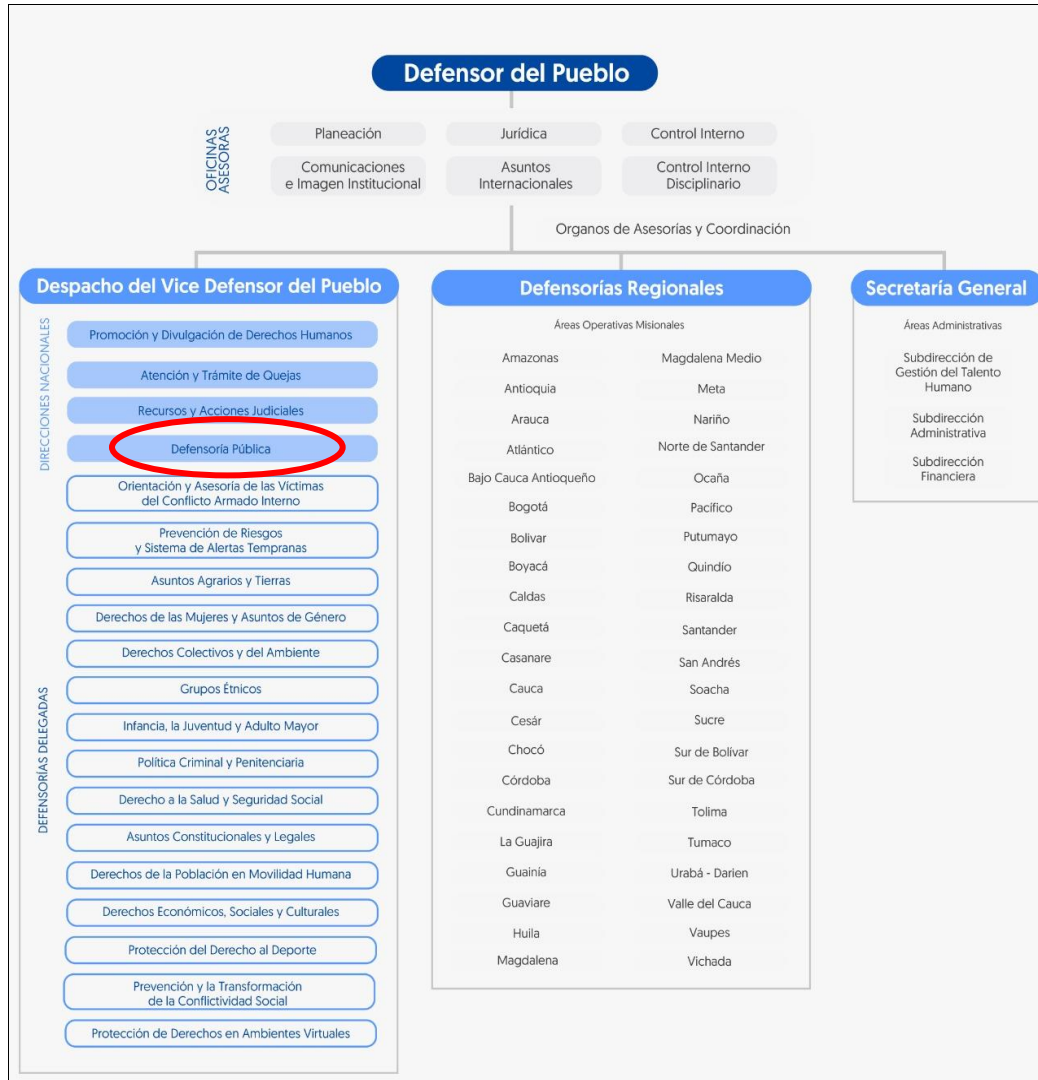 Defensor del Pueblo
OFICINAS
ASESORAS
Planeación
Jurídica
Control Interno
Comunicaciones
e Imagen Institucional
Asuntos
Internacionales
Control Interno
Disciplinario
Organos de Asesorías y Coordinación
Despacho del Vice Defensor del Pueblo
DIRECCIONES NACIONALES
Promoción y Divulgación de Derechos Humanos
Atención y Trámite de Quejas
Recursos y Acciones Judiciales
Defensoría Pública
DEFENSORÍAS DELEGADAS
Orientación y Asesoría de las Víctimas
del Conflicto Armado Interno
Prevención de Riesgos
y Sistema de Alertas Tempranas
Asuntos Agrarios y Tierras
Derechos de las Mujeres y Asuntos de Género
Derechos Colectivos y del Ambiente
Grupos Étnicos
Infancia, la Juventud y Adulto Mayor
Política Criminal y Penitenciaria
Derecho a la Salud y Seguridad Social
Asuntos Constitucionales y Legales
Derechos de la Población en Movilidad Humana
Derechos Económicos, Sociales y Culturales
Protección del Derecho al Deporte
Prevención y la Transformación
de la Conflictividad Social
Protección de Derechos en Ambientes Virtuales
Defensorías Regionales
Áreas Operativas Misionales
Amazonas
Antioquia
Arauca
Atlántico
Bajo Cauca Antioqueño
Bogotá
Bolivar
Boyacá
Caldas
Caquetá
Casanare
Cauca
Cesár
Chocó
Córdoba
Cundinamarca
La Guajira
Guainía
Guaviare
Huila
Magdalena
Magdalena Medio
Meta
Nariño
Norte de Santander
Ocaña
Pacífico
Putumayo
Quindío
Risaralda
Santander
San Andrés
Soacha
Sucre
Sur de Bolívar
Sur de Córdoba
Tolima
Tumaco
Urabá - Darien
Valle del Cauca
Vaupes
Vichada
Secretaría General
Áreas Administrativas
Subdirección de
Gestión del Talento
Humano
Subdirección
Administrativa
Subdirección
Financiera